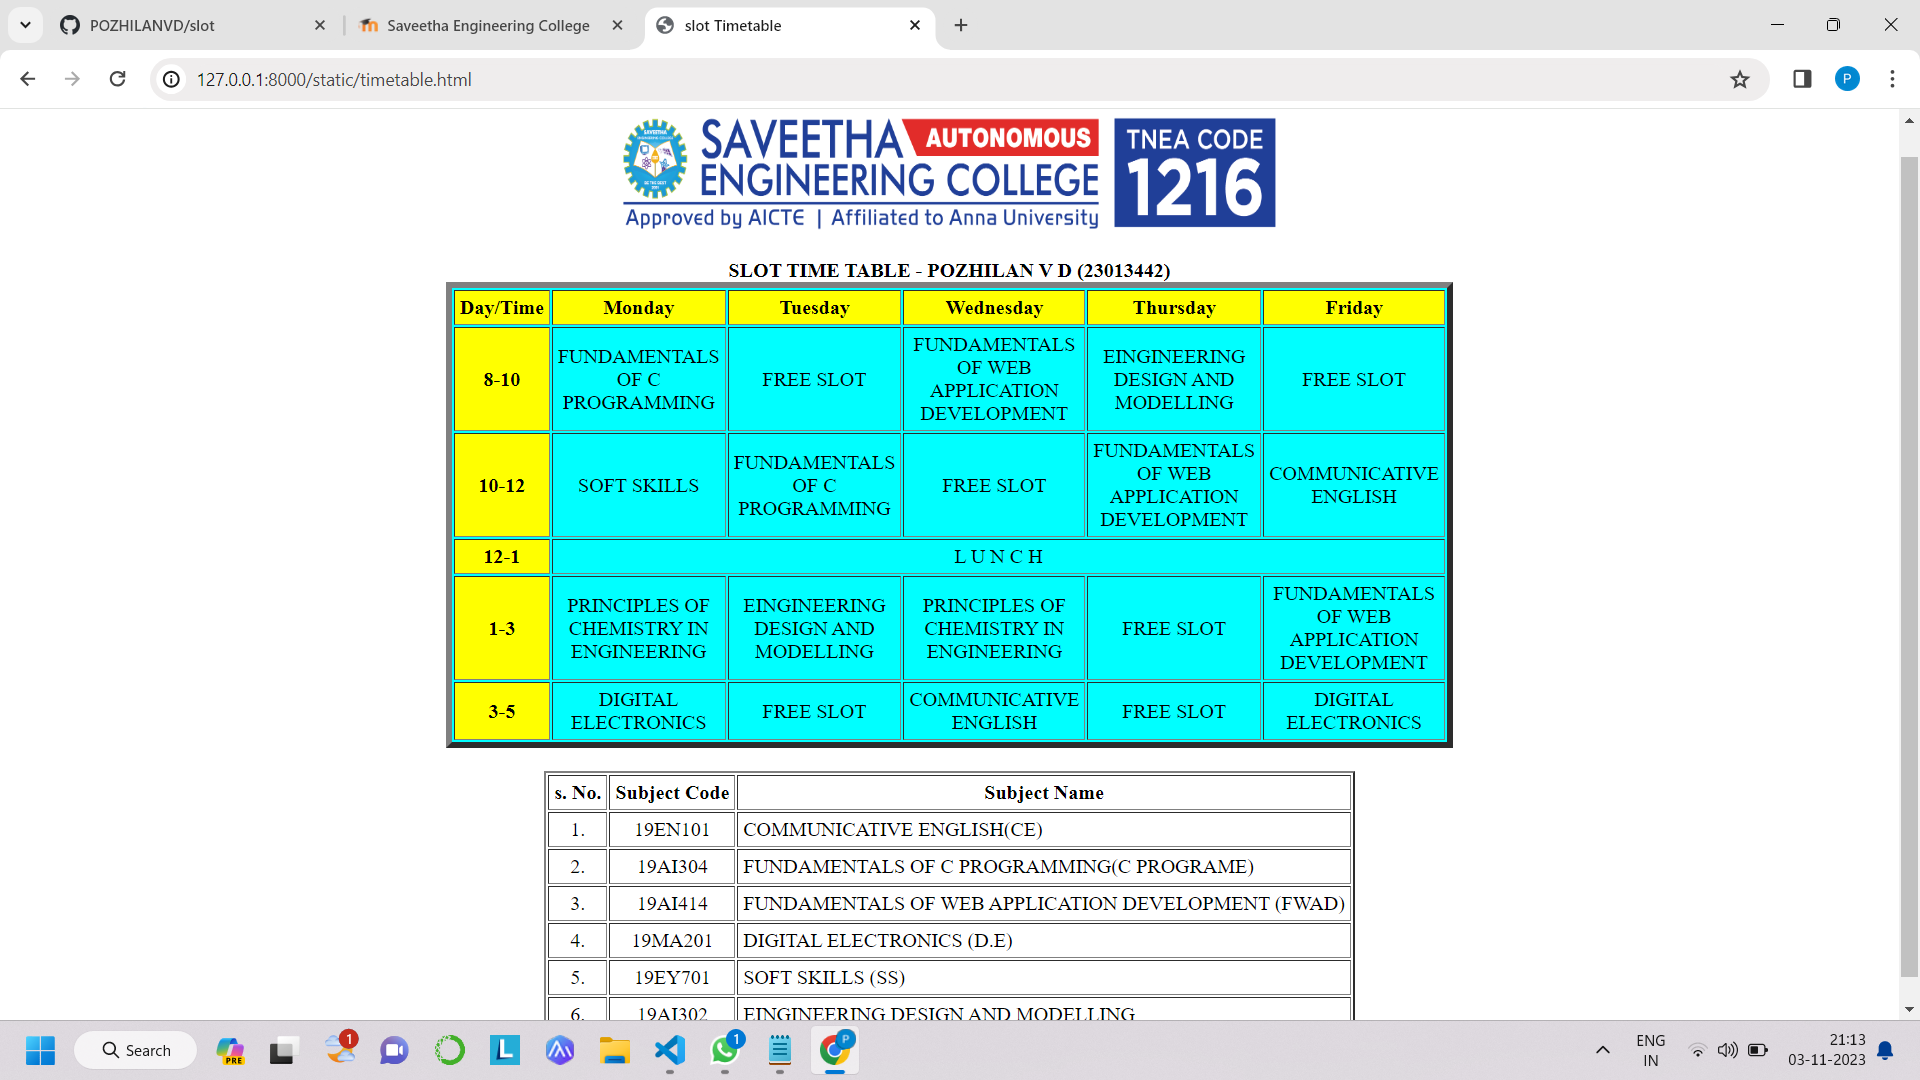 POZHILANVD/slot
Saveetha Engineering College
slot Timetable
127.0.0.1:8000/static/timetable.html
P
SAVEETHA AUTONOMOUS
ENGINEERING COLLEGE
Approved by AICTE | Affiliated to Anna University
TNEA CODE
1216
SLOT TIME TABLE - POZHILAN V D (23013442)
Day/Time Monday Tuesday Wednesday Thursday Friday
8-10 FUNDAMENTALS OF C PROGRAMMING FREE SLOT FUNDAMENTALS OF WEB APPLICATION DEVELOPMENT EINGINEERING DESIGN AND MODELLING FREE SLOT
10-12 SOFT SKILLS FUNDAMENTALS OF C PROGRAMMING FREE SLOT FUNDAMENTALS OF WEB APPLICATION DEVELOPMENT COMMUNICATIVE ENGLISH
12-1 L U N C H
1-3 PRINCIPLES OF CHEMISTRY IN ENGINEERING EINGINEERING DESIGN AND MODELLING PRINCIPLES OF CHEMISTRY IN ENGINEERING FREE SLOT FUNDAMENTALS OF WEB APPLICATION DEVELOPMENT
3-5 DIGITAL ELECTRONICS FREE SLOT COMMUNICATIVE ENGLISH FREE SLOT DIGITAL ELECTRONICS
s. No. Subject Code Subject Name
1. 19EN101 COMMUNICATIVE ENGLISH(CE)
2. 19AI304 FUNDAMENTALS OF C PROGRAMMING(C PROGRAME)
3. 19AI414 FUNDAMENTALS OF WEB APPLICATION DEVELOPMENT (FWAD)
4. 19MA201 DIGITAL ELECTRONICS (D.E)
5. 19EY701 SOFT SKILLS (SS)
6. 19AI302 EINGINEERING DESIGN AND MODELLING
Search
PRE
1
L
1
P
ENG
IN
21:13
03-11-2023